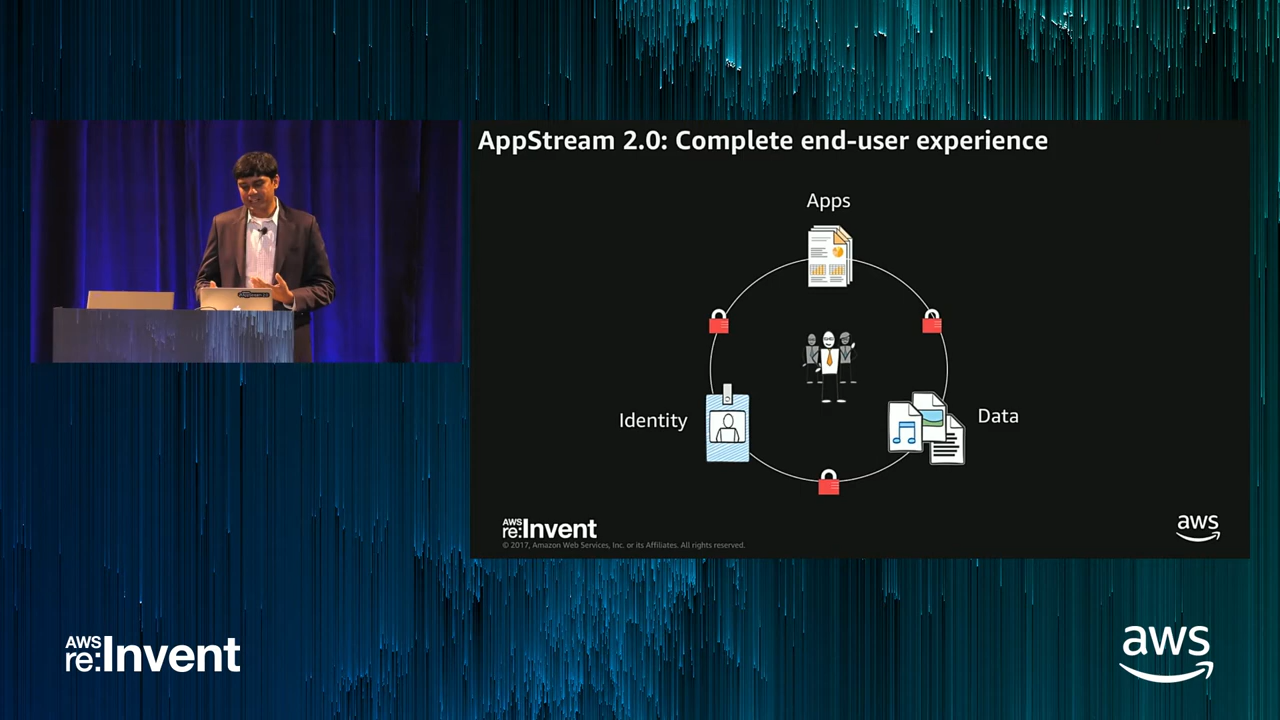 AppStream 2.0: Complete end-user experience
Apps
Identity
Data
AWS
re:Invent
© 2017, Amazon Web Services, Inc. or its Affiliates. All rights reserved.
aws
AWS
re:Invent
aws